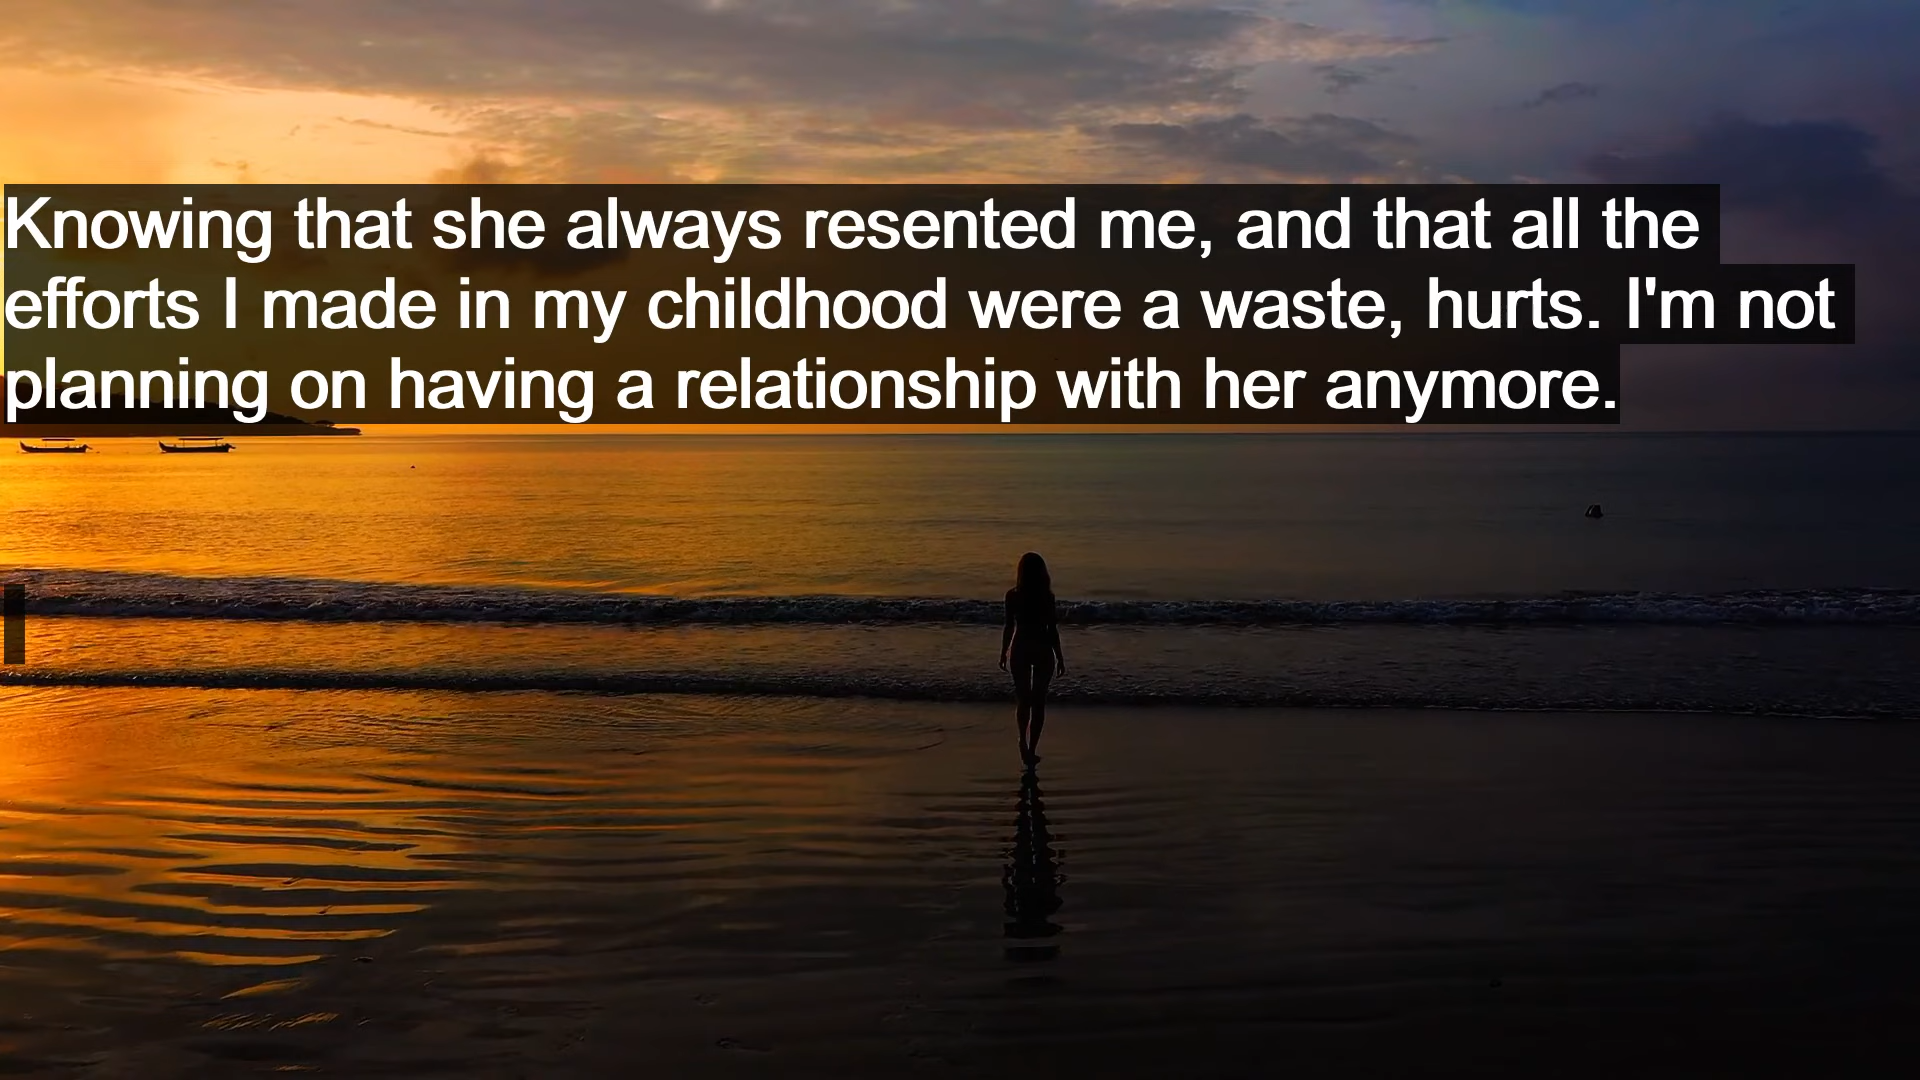 Knowing that she always resented me, and that all the
efforts I made in my childhood were a waste, hurts. I'm not
planning on having a relationship with her anymore.